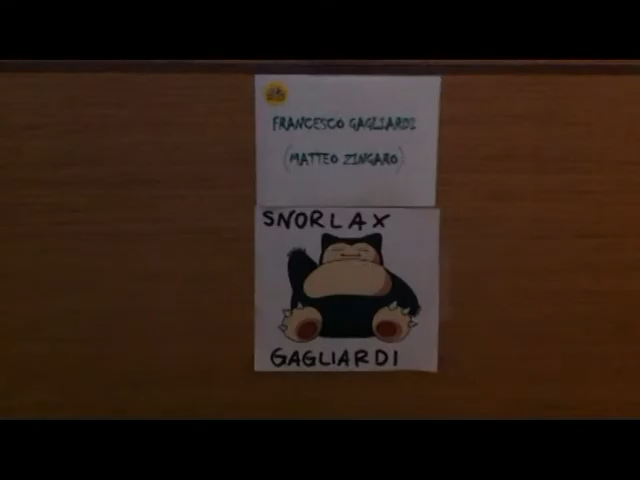 FRANCESCO GAGLIARDI
(MATTEO ZINGARO)
SNORLAX
GAGLIARDI